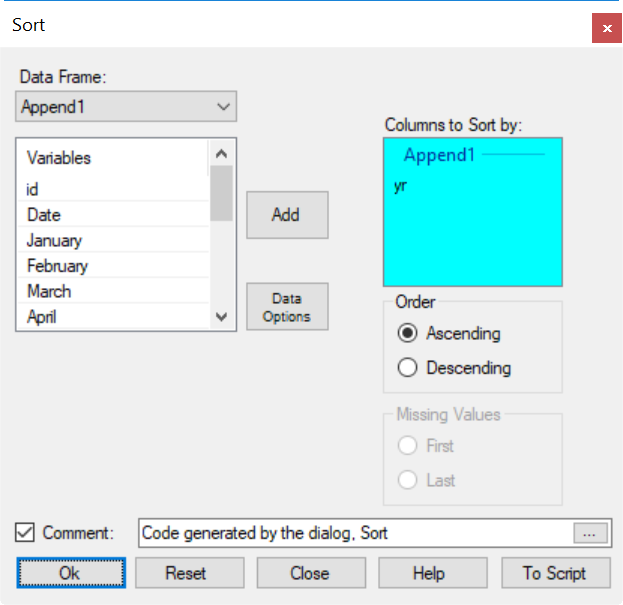 Sort
Data Frame:
Append1
Variables
id
Date
January
February
March
April
Add
Data
Options
Columns to Sort by:
Append1
yr
Order
Ascending
Descending
Missing Values
First
Last
Comment:
Code generated by the dialog, Sort
...
Ok
Reset
Close
Help
To Script